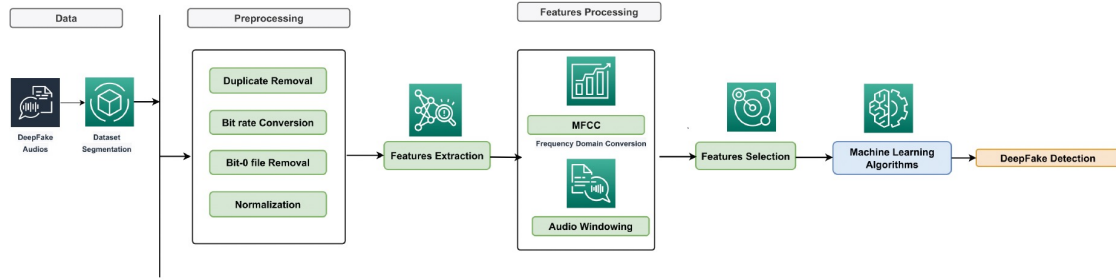 Data
Preprocessing
Features Processing
DeepFake
Audios
Dataset
Segmentation
Duplicate Removal
Bit rate Conversion
Bit-0 file Removal
Normalization
Features Extraction
MFCC
Frequency Domain Conversion
Audio Windowing
Features Selection
Machine Learning
Algorithms
DeepFake Detection